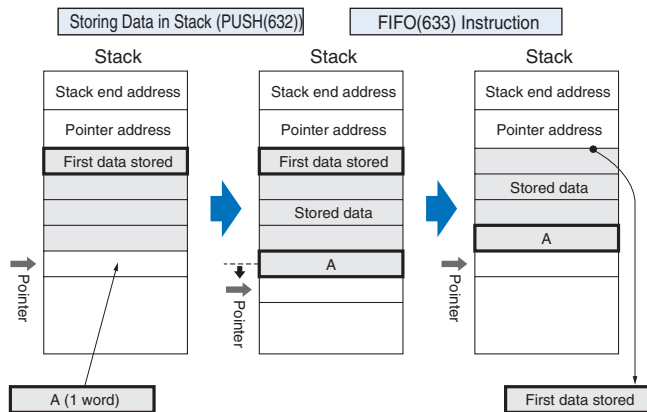 Storing Data in Stack (PUSH(632))
FIFO(633) Instruction
Stack
Stack end address
Pointer address
First data stored
Pointer
A (1 word)
Stack
Stack end address
Pointer address
First data stored
Stored data
A
Pointer
Stack
Stack end address
Pointer address
Stored data
A
Pointer
First data stored